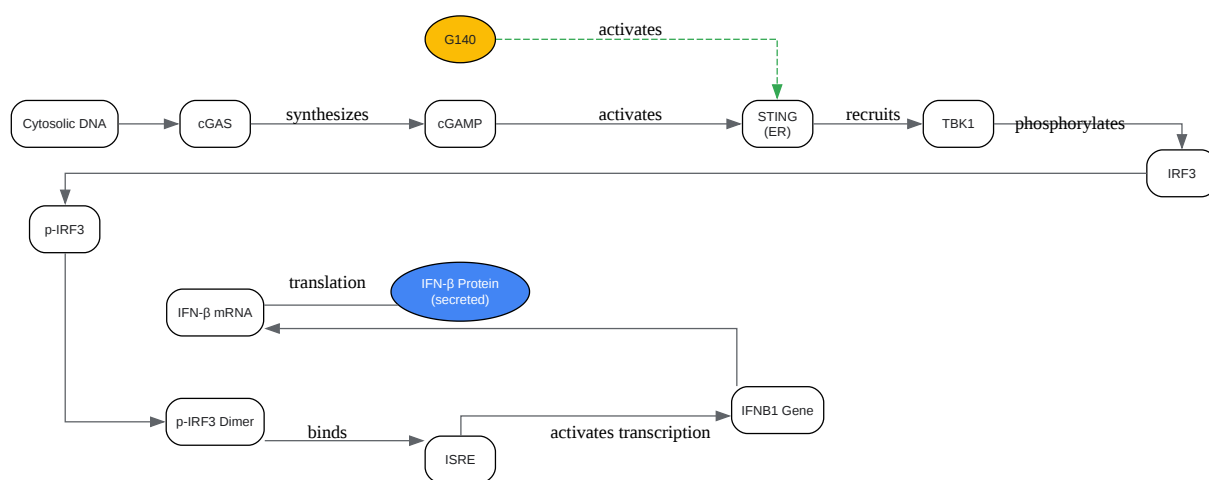 G140
activates
Cytosolic DNA
cGAS
synthesizes
cGAMP
activates
STING
(ER)
recruits
TBK1
phosphorylates
IRF3
p-IRF3
translation
IFN-β Protein
(secreted)
IFN-β mRNA
p-IRF3 Dimer
binds
ISRE
activates transcription
IFNB1 Gene